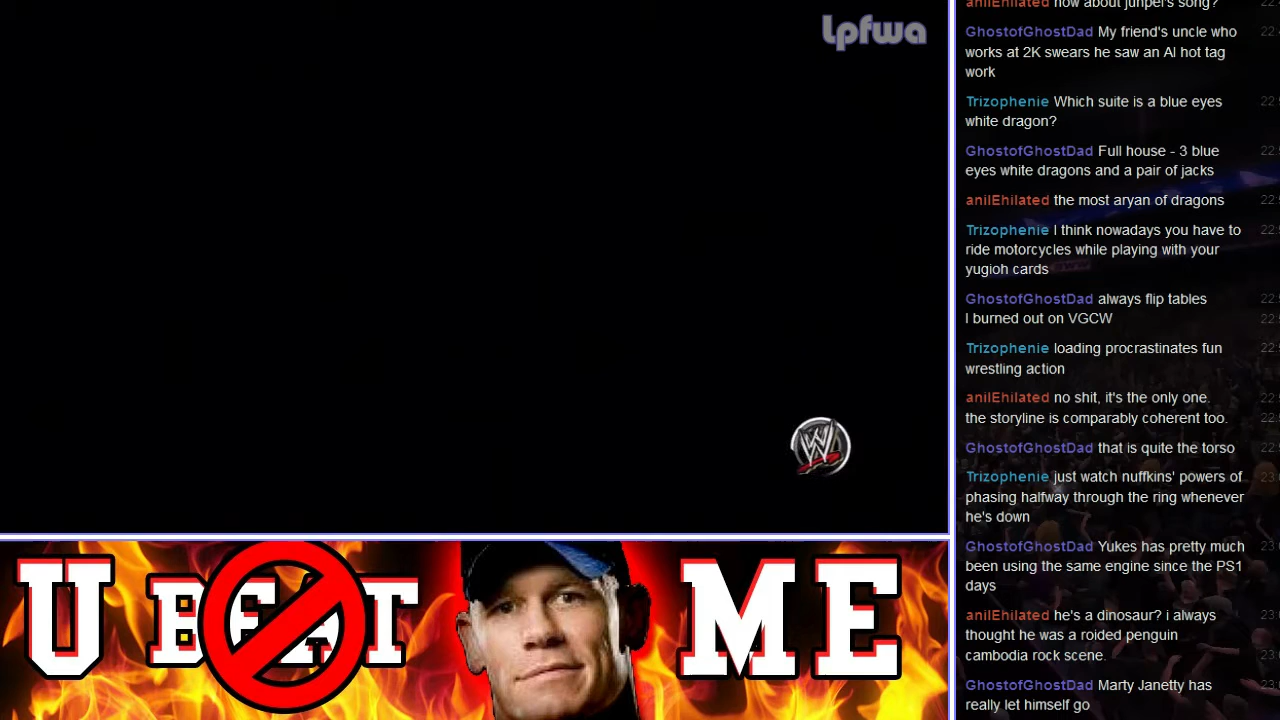 Lpfwa
anilEhilated how about junpei's song?
GhostofGhostDad My friend's uncle who
works at 2K swears he saw an AI hot tag
work
Trizophenie Which suite is a blue eyes
white dragon?
GhostofGhostDad Full house - 3 blue
eyes white dragons and a pair of jacks
anilEhilated the most aryan of dragons
Trizophenie I think nowadays you have to
ride motorcycles while playing with your
yugioh cards
GhostofGhostDad always flip tables
I burned out on VGCW
Trizophenie loading procrastinates fun
wrestling action
anilEhilated no shit, it's the only one.
the storyline is comparably coherent too.
GhostofGhostDad that is quite the torso
Trizophenie just watch nuffkins' powers of
phasing halfway through the ring whenever
he's down
GhostofGhostDad Yukes has pretty much
been using the same engine since the PS1
days
anilEhilated he's a dinosaur? i always
thought he was a roided penguin
cambodia rock scene.
GhostofGhostDad Marty Janetty has
really let himself go
W
U BEAT ME